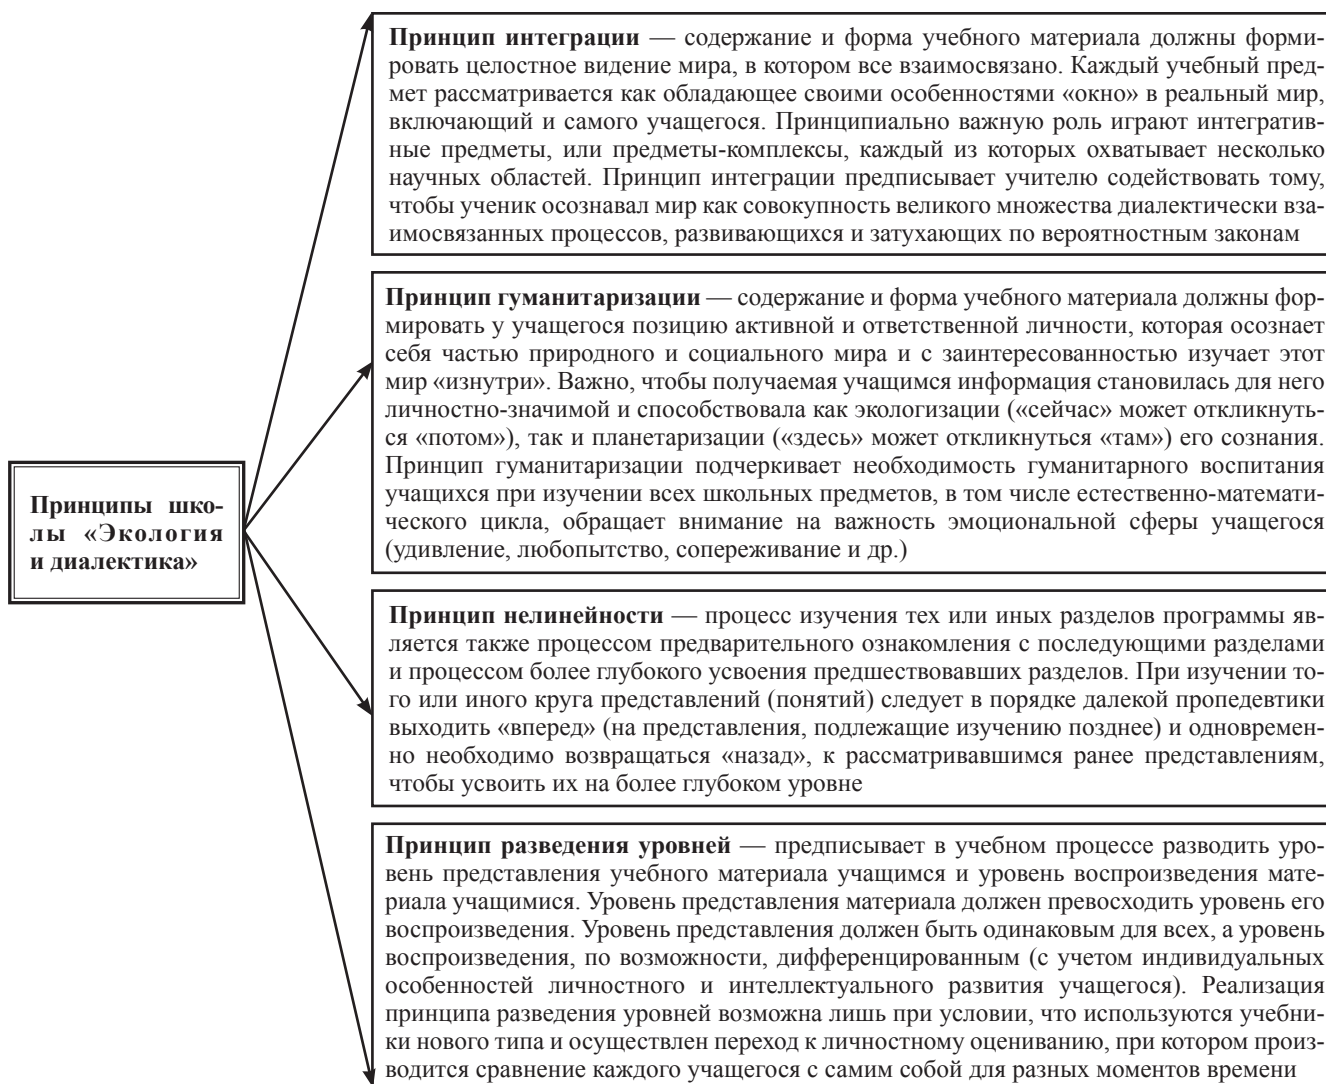 Принцип интеграции — содержание и форма учебного материала должны форми-
ровать целостное видение мира, в котором все взаимосвязано. Каждый учебный пред-
мет рассматривается как обладающее своими особенностями «окно» в реальный мир,
включающий и самого учащегося. Принципиально важную роль играют интегратив-
ные предметы, или предметы-комплексы, каждый из которых охватывает несколько
научных областей. Принцип интеграции предписывает учителю содействовать тому,
чтобы ученик осознавал мир как совокупность великого множества диалектически вза-
имосвязанных процессов, развивающихся и затухающих по вероятностным законам
Принцип гуманитаризации — содержание и форма учебного материала должны фор-
мировать у учащегося позицию активной и ответственной личности, которая осознает
себя частью природного и социального мира и с заинтересованностью изучает этот
мир «изнутри». Важно, чтобы получаемая учащимся информация становилась для него
личностно-значимой и способствовала как экологизации («сейчас» может откликнуть-
ся «потом»), так и планетаризации («здесь» может откликнуться «там») его сознания.
Принцип гуманитаризации подчеркивает необходимость гуманитарного воспитания
учащихся при изучении всех школьных предметов, в том числе естественно-математи-
ческого цикла, обращает внимание на важность эмоциональной сферы учащегося
(удивление, любопытство, сопереживание и др.)
Принципы шко-
лы «Экология
и диалектика»
Принцип нелинейности — процесс изучения тех или иных разделов программы яв-
ляется также процессом предварительного ознакомления с последующими разделами
и процессом более глубокого усвоения предшествовавших разделов. При изучении то-
го или иного круга представлений (понятий) следует в порядке далекой пропедевтики
выходить «вперед» (на представления, подлежащие изучению позднее) и одновремен-
но необходимо возвращаться «назад», к рассматривавшимся ранее представлениям,
чтобы усвоить их на более глубоком уровне
Принцип разведения уровней — предписывает в учебном процессе разводить уро-
вень представления учебного материала учащимся и уровень воспроизведения мате-
риала учащимися. Уровень представления материала должен превосходить уровень его
воспроизведения. Уровень представления должен быть одинаковым для всех, а уровень
воспроизведения, по возможности, дифференцированным (с учетом индивидуальных
особенностей личностного и интеллектуального развития учащегося). Реализация
принципа разведения уровней возможна лишь при условии, что используются учебни-
ки нового типа и осуществлен переход к личностному оцениванию, при котором произ-
водится сравнение каждого учащегося с самим собой для разных моментов времени